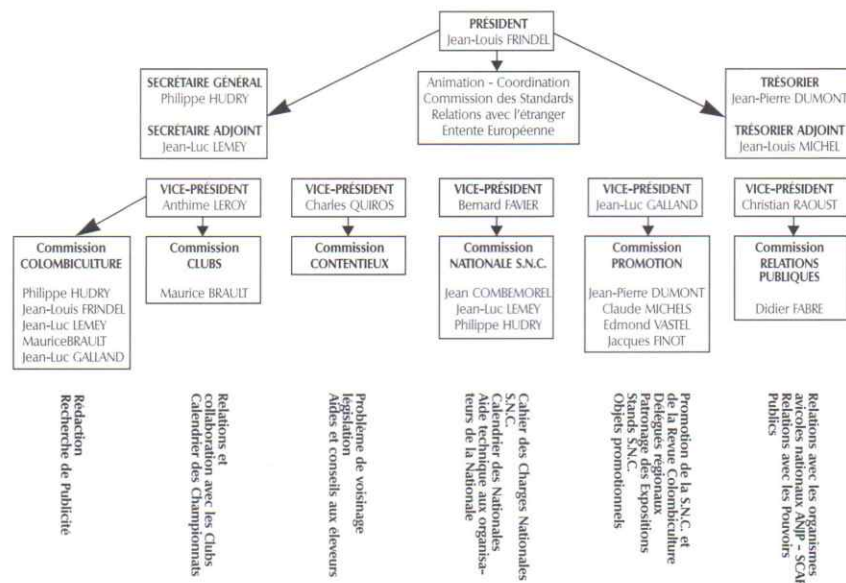 PRÉSIDENT
Jean-Louis FRINDEL
SECRÉTAIRE GÉNÉRAL
Philippe HUDRY
SECRÉTAIRE ADJOINT
Jean-Luc LEMEY
Animation - Coordination
Commission des Standards
Relations avec l'étranger
Entente Européenne
TRÉSORIER
Jean-Pierre DUMONT
TRÉSORIER ADJOINT
Jean-Louis MICHEL
VICE-PRÉSIDENT
Anthime LEROY
VICE-PRÉSIDENT
Charles QUIROS
VICE-PRÉSIDENT
Bernard FAVIER
VICE-PRÉSIDENT
Jean-Luc GALLAND
VICE-PRÉSIDENT
Christian RAOUST
Commission
COLOMBICULTURE
Philippe HUDRY
Jean-Louis FRINDEL
Jean-Luc LEMEY
MauriceBRAULT
Jean-Luc GALLAND
Commission
CLUBS
Maurice BRAULT
Commission
CONTENTIEUX
Commission
NATIONALE S.N.C.
Jean COMBEMOREL
Jean-Luc LEMEY
Philippe HUDRY
Commission
PROMOTION
Jean-Pierre DUMONT
Claude MICHELS
Edmond VASTEL
Jacques FINOT
Commission
RELATIONS
PUBLIQUES
Didier FABRE
Rédaction
Recherche de Publicité
Relations et
collaboration avec les Clubs
Calendrier des Championnats
Problème de voisinage
législation
Aides et conseils aux éleveurs
Cahier des Charges Nationales
S.N.C.
Calendrier des Nationales
Aide technique aux organisa-
teurs de la Nationale
Promotion de la S.N.C. et
de la Revue Colombiculture
Délégués régionaux
Patronage des Expositions
Stands S.N.C.
Objets promotionnels
Relations avec les organismes
avicoles nationaux ANJP - SCAF
Relations avec les Pouvoirs
Publics